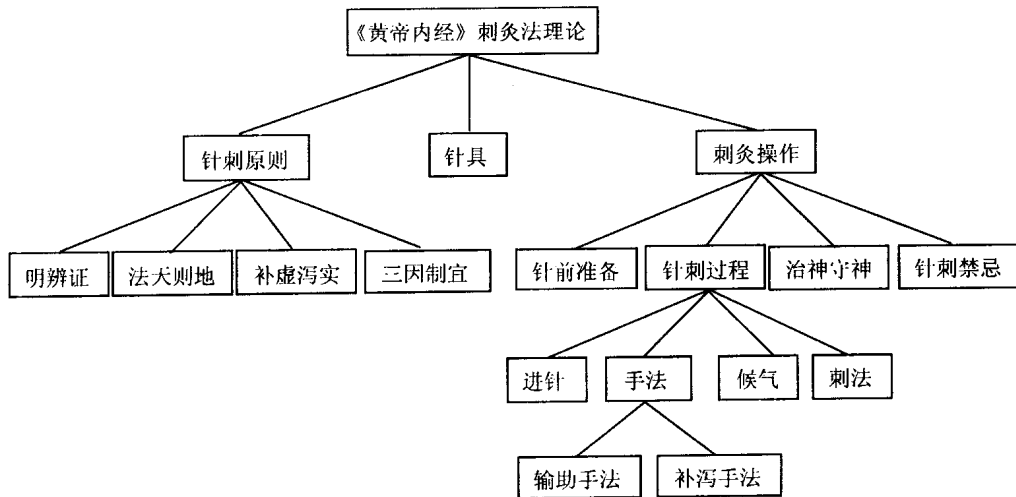 《黄帝内经》刺灸法理论
针刺原则
针具
刺灸操作
明辨证
法天则地
补虚泻实
三因制宜
针前准备
针刺过程
治神守神
针刺禁忌
进针
手法
候气
刺法
输助手法
补泻手法